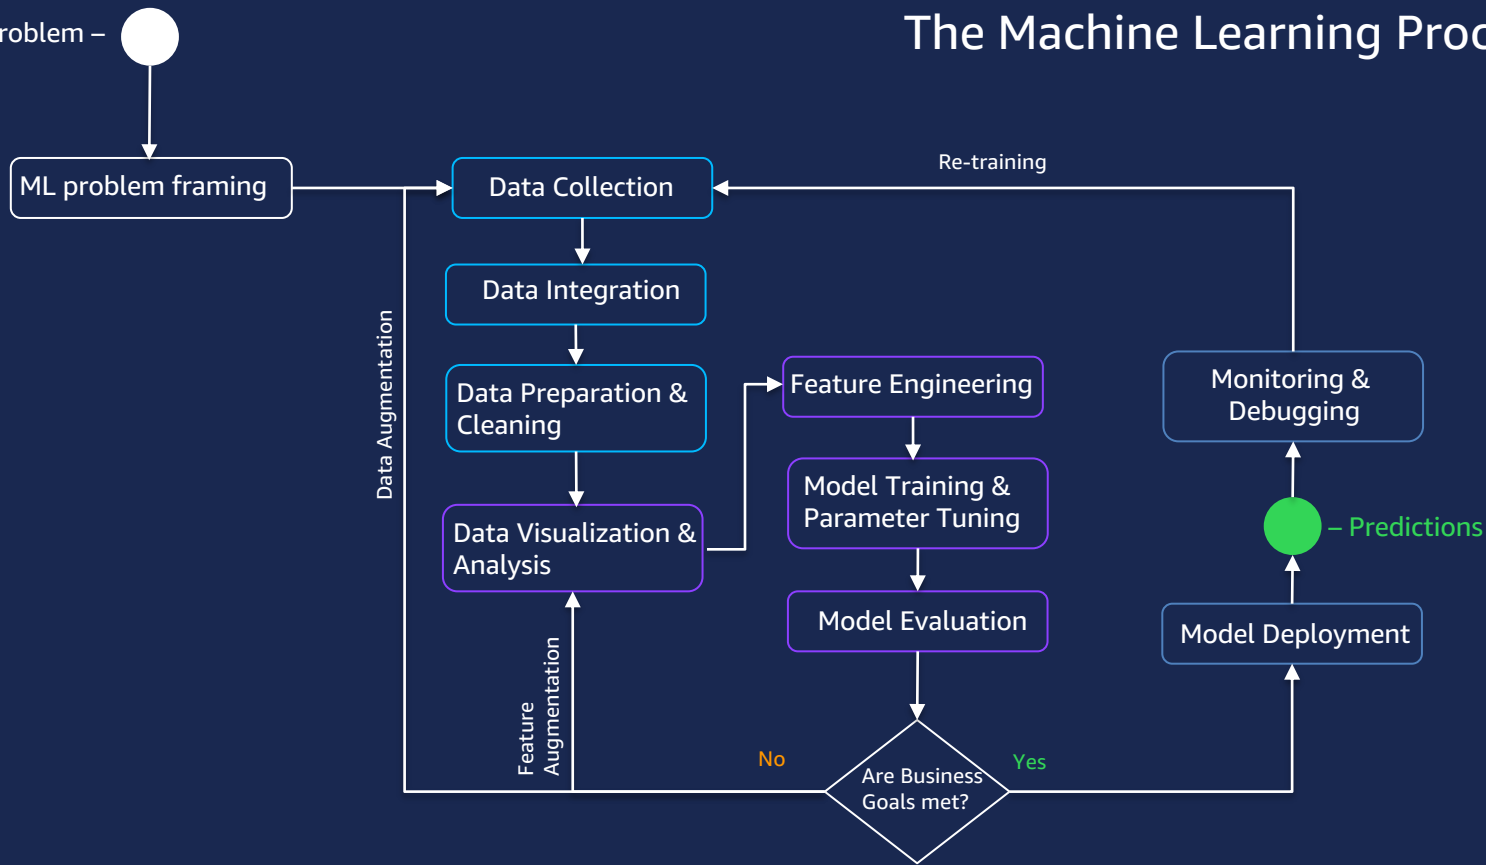 The Machine Learning
ML problem framing
Data Collection
Re-training
Data Integration
Data Preparation &
Cleaning
Data Visualization &
Analysis
Data Augmentation
Feature
Augmentation
Feature Engineering
Model Training &
Parameter Tuning
Model Evaluation
Are Business
Goals met?
No
Yes
Monitoring &
Debugging
– Predictions
Model Deployment